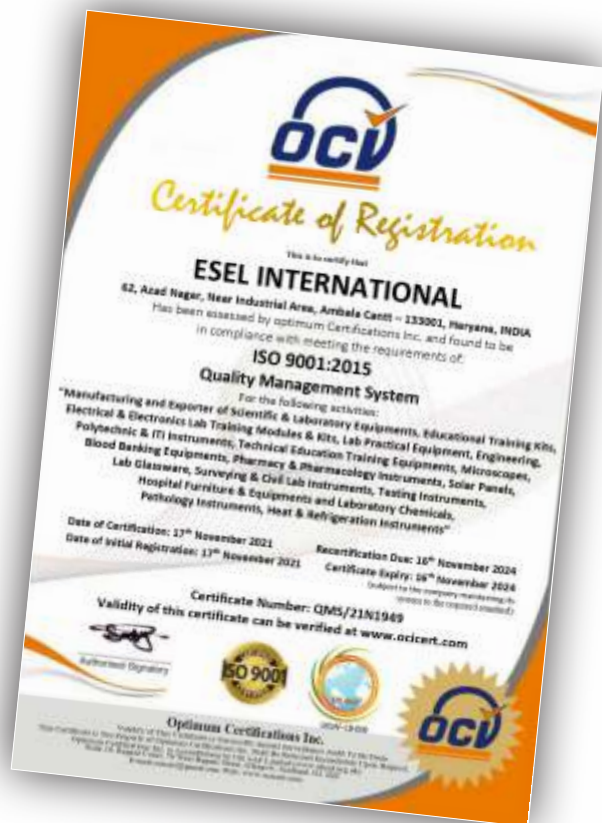 OCI
Certificate of Registration
This is to certify that
ESEL INTERNATIONAL
62, Azad Nagar, Near Industrial Area, Ambala Cantt – 133001, Haryana, INDIA
Has been assessed by optimum Certifications Inc. and found to be
in compliance with meeting the requirements of:
ISO 9001:2015
Quality Management System
For the following activities:
"Manufacturing and Exporter of Scientific & Laboratory Equipments, Educational Training Kits,
Electrical & Electronics Lab Training Modules & Kits, Lab Practical Equipment, Engineering,
Polytechnic & ITI Instruments, Technical Education Training Equipments, Microscopes,
Blood Banking Equipments, Pharmacy & Pharmacology Instruments, Solar Panels,
Lab Glassware, Surveying & Civil Lab Instruments, Testing Instruments,
Hospital Furniture & Equipments and Laboratory Chemicals,
Pathology Instruments, Heat & Refrigeration Instruments"
Date of Certification: 17th November 2021
Date of Initial Registration: 17th November 2021
Recertification Due: 16th November 2024
Certificate Expiry: 16th November 2024
Certificate Number: QMS/21N1949
Validity of this certificate can be verified at www.ocicert.com
Authorised Signatory
ISO 9001
OCI
Optimum Certifications Inc.